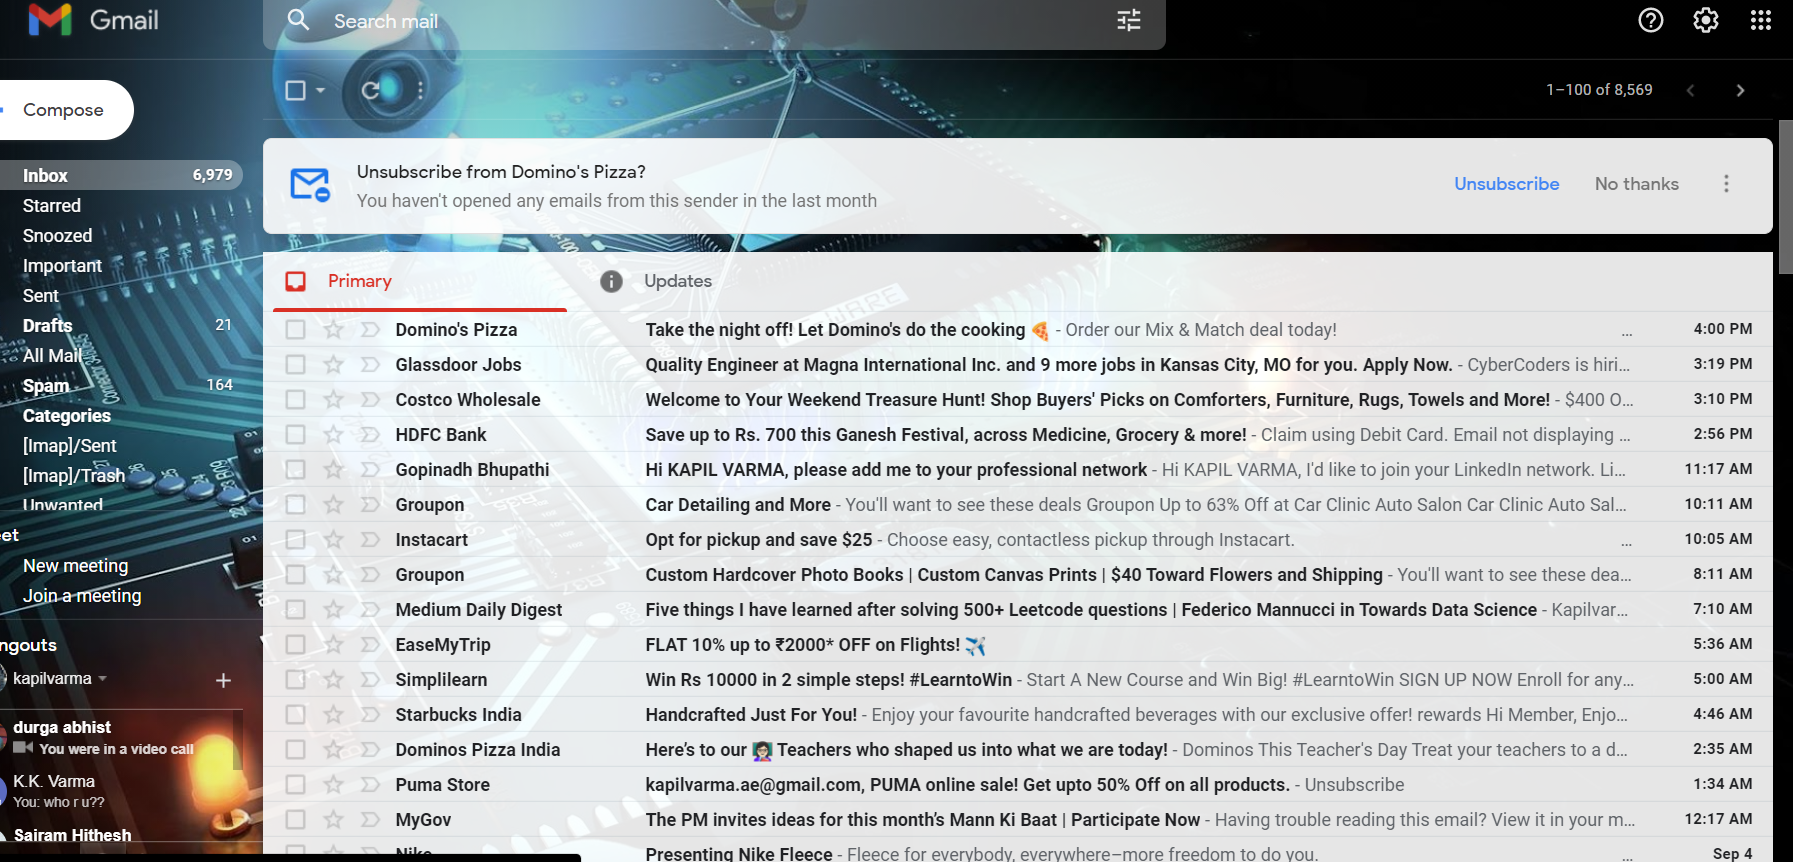 Gmail
Search mail
Compose
1–100 of 8,569
Unsubscribe from Domino's Pizza?
You haven't opened any emails from this sender in the last month
Unsubscribe
No thanks
Inbox 6,979
Starred
Snoozed
Important
Sent
Drafts 21
All Mail
Spam 164
Categories
[Imap]/Sent
[Imap]/Trash
Unwanted
eet
New meeting
Join a meeting
ngouts
kapilvarma
durga abhist
You were in a video call
K.K. Varma
You: who r u??
Sairam Hithesh
Primary
Updates
Domino's Pizza Take the night off! Let Domino's do the cooking 🍕 - Order our Mix & Match deal today! ... 4:00 PM
Glassdoor Jobs Quality Engineer at Magna International Inc. and 9 more jobs in Kansas City, MO for you. Apply Now. - CyberCoders is hiri... 3:19 PM
Costco Wholesale Welcome to Your Weekend Treasure Hunt! Shop Buyers' Picks on Comforters, Furniture, Rugs, Towels and More! - $400 O... 3:10 PM
HDFC Bank Save up to Rs. 700 this Ganesh Festival, across Medicine, Grocery & more! - Claim using Debit Card. Email not displaying ... 2:56 PM
Gopinadh Bhupathi Hi KAPIL VARMA, please add me to your professional network - Hi KAPIL VARMA, I'd like to join your LinkedIn network. Li... 11:17 AM
Groupon Car Detailing and More - You'll want to see these deals Groupon Up to 63% Off at Car Clinic Auto Salon Car Clinic Auto Sal... 10:11 AM
Instacart Opt for pickup and save $25 - Choose easy, contactless pickup through Instacart. ... 10:05 AM
Groupon Custom Hardcover Photo Books | Custom Canvas Prints | $40 Toward Flowers and Shipping - You'll want to see these dea... 8:11 AM
Medium Daily Digest Five things I have learned after solving 500+ Leetcode questions | Federico Mannucci in Towards Data Science - Kapilvar... 7:10 AM
EaseMyTrip FLAT 10% up to ₹2000* OFF on Flights! ✈️ 5:36 AM
Simplilearn Win Rs 10000 in 2 simple steps! #LearntoWin - Start A New Course and Win Big! #LearntoWin SIGN UP NOW Enroll for any... 5:00 AM
Starbucks India Handcrafted Just For You! - Enjoy your favourite handcrafted beverages with our exclusive offer! rewards Hi Member, Enjo... 4:46 AM
Dominos Pizza India Here’s to our 👩🏻‍🏫 Teachers who shaped us into what we are today! - Dominos This Teacher's Day Treat your teachers to a d... 2:35 AM
Puma Store kapilvarma.ae@gmail.com, PUMA online sale! Get upto 50% Off on all products. - Unsubscribe 1:34 AM
MyGov The PM invites ideas for this month’s Mann Ki Baat | Participate Now - Having trouble reading this email? View it in your m... 12:17 AM
Nike Presenting Nike Fleece - Fleece for everybody, everywhere–more freedom to do you. ... Sep 4